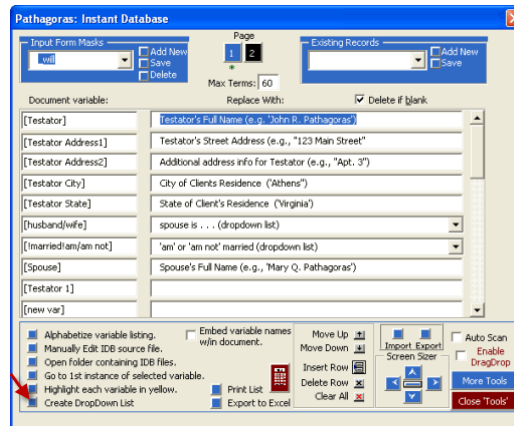 Pathagoras: Instant Database
Input Form Masks
_will
Add New
Save
Delete
Page
1 2
*
Max Terms: 60
Existing Records
Add New
Save
Document variable: Replace With: Delete if blank
[Testator] Testator's Full Name (e.g. 'John R. Pathagoras')
[Testator Address1] Testator's Street Address (e.g., "123 Main Street"
[Testator Address2] Additional address info for Testator (e.g., "Apt. 3")
[Testator City] City of Clients Residence ('Athens")
[Testator State] State of Client's Residence ('Virginia')
[husband/wife] spouse is . . . (dropdown list)
[!married!am/am not] 'am' or 'am not' married (dropdown list)
[Spouse] Spouse's Full Name (e.g., 'Mary Q. Pathagoras)
[Testator 1]
[new var]
Alphabetize variable listing.
Manually Edit IDB source file.
Open folder containing IDB files.
Go to 1st instance of selected variable.
Highlight each variable in yellow.
Create DropDown List
Embed variable names
w/in document.
Print List
Export to Excel
Move Up
Move Down
Insert Row
Delete Row
Clear All
Import Export
Screen Sizer
Auto Scan
Enable
DragDrop
More Tools
Close 'Tools'